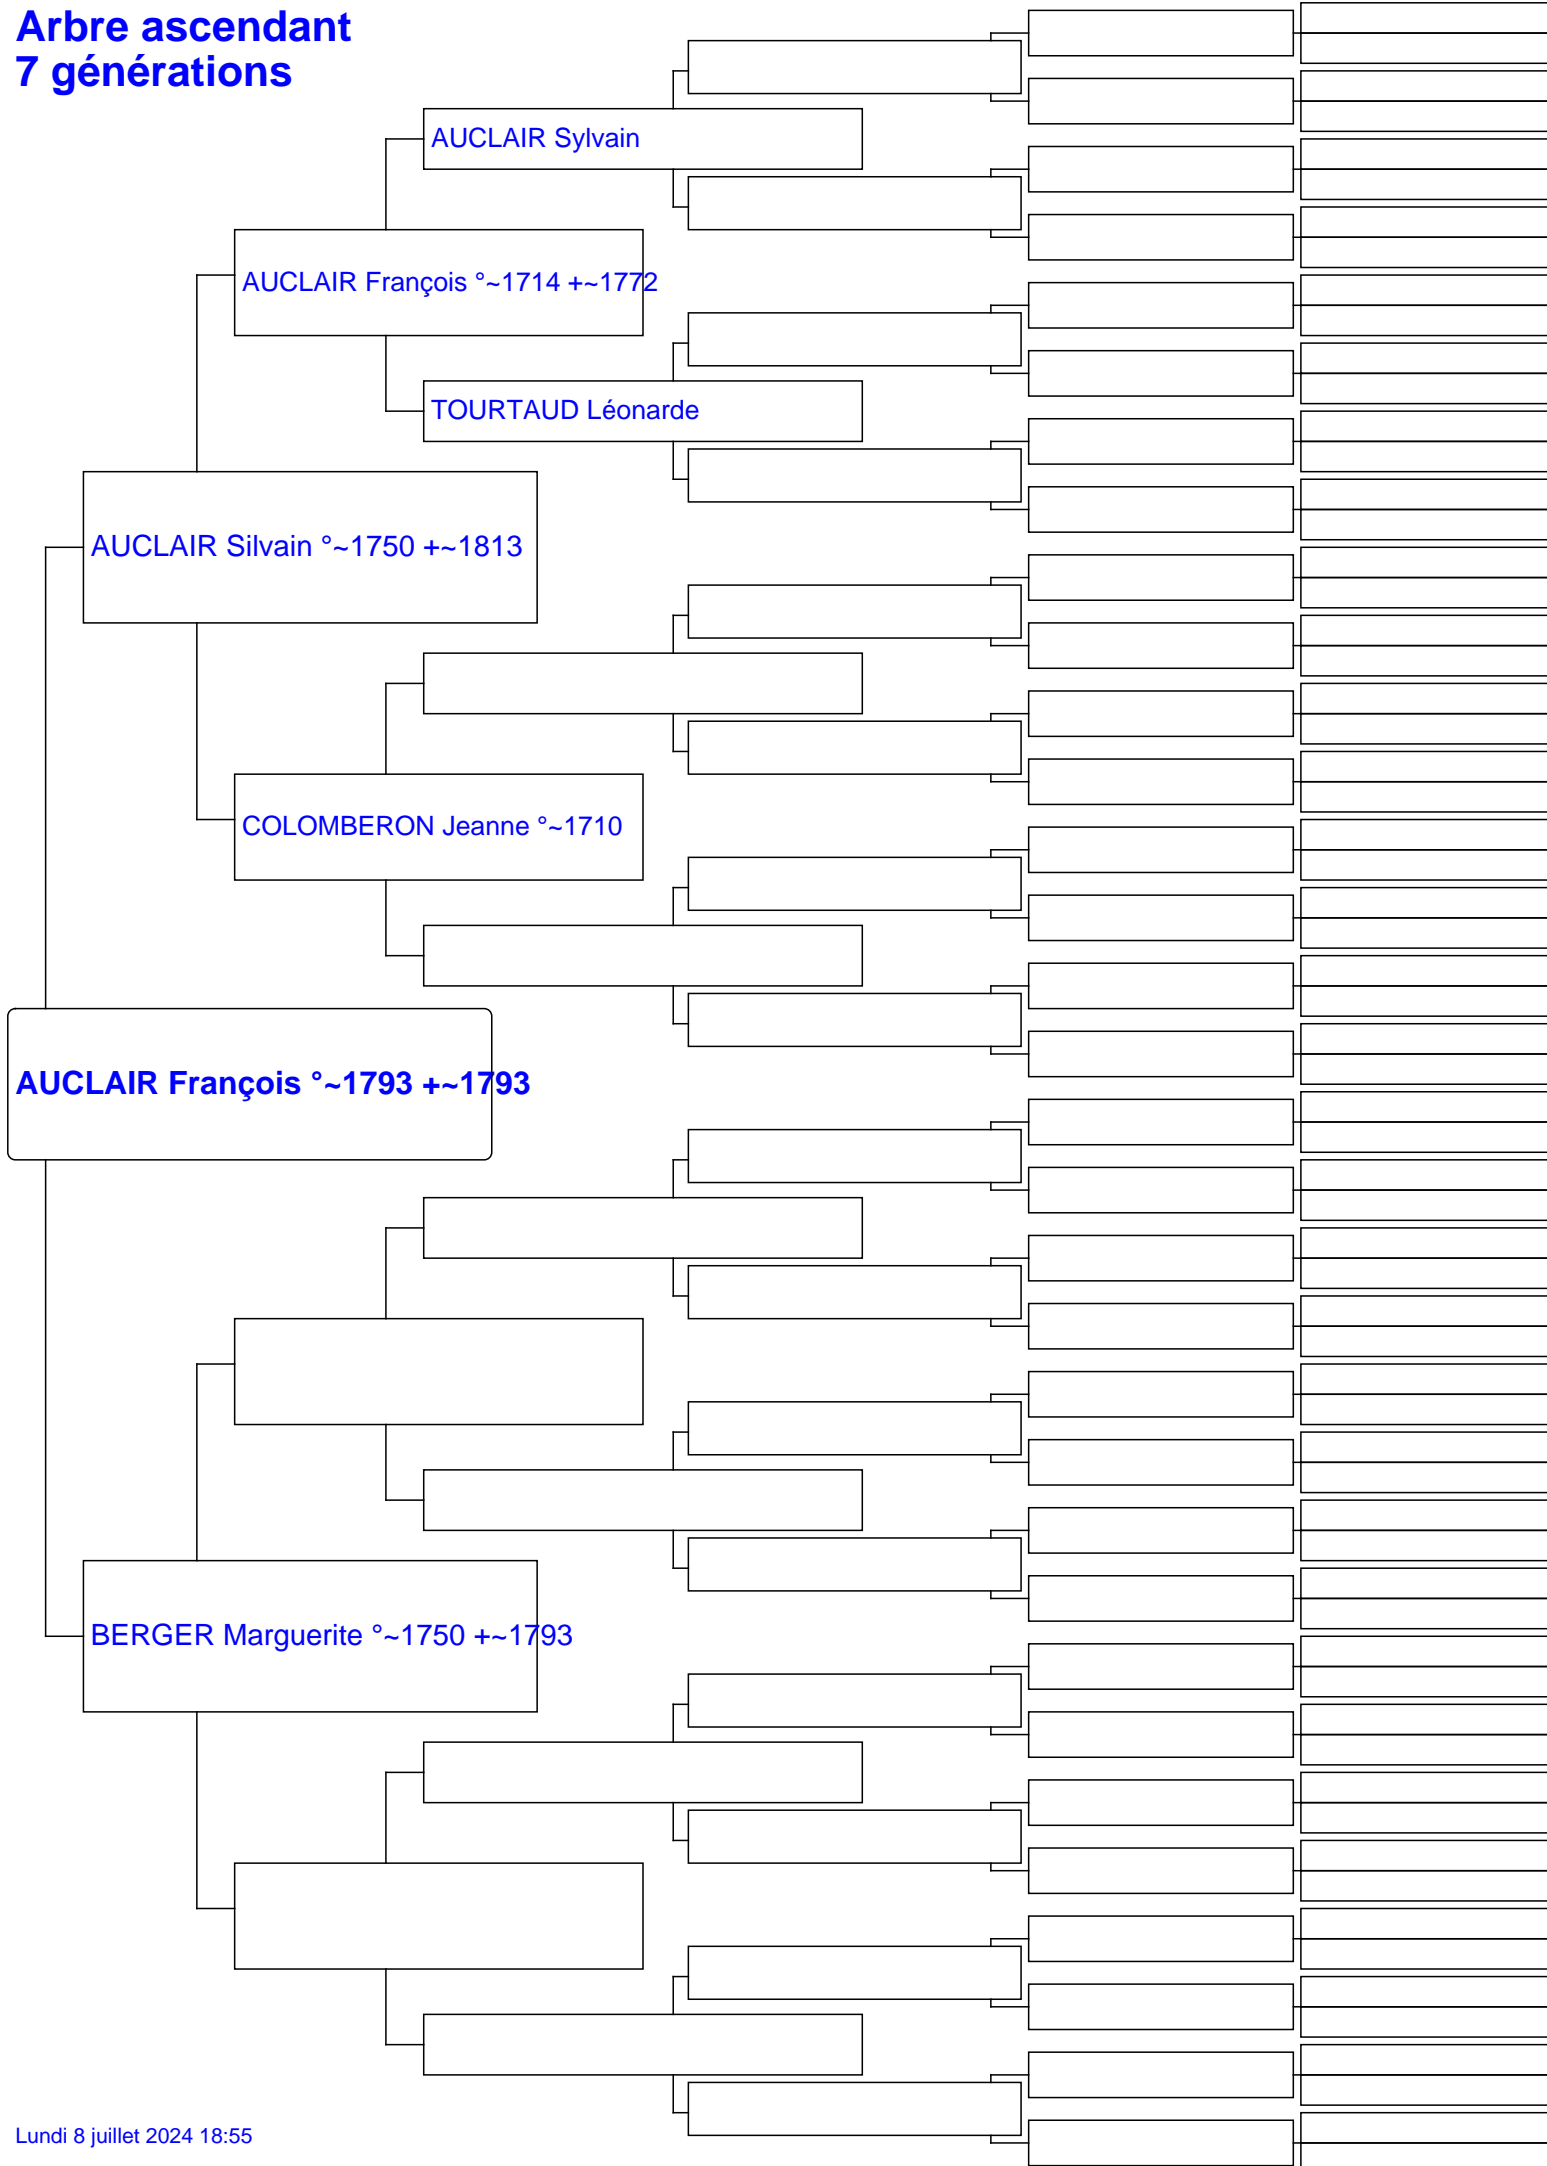 Arbre ascendant
7 générations
AUCLAIR Sylvain
AUCLAIR François °~1714 +~1772
TOURTAUD Léonarde
AUCLAIR Silvain °~1750 +~1813
COLOMBERON Jeanne °~1710
AUCLAIR François °~1793 +~1793
BERGER Marguerite °~1750 +~1793
Lundi 8 juillet 2024 18:55